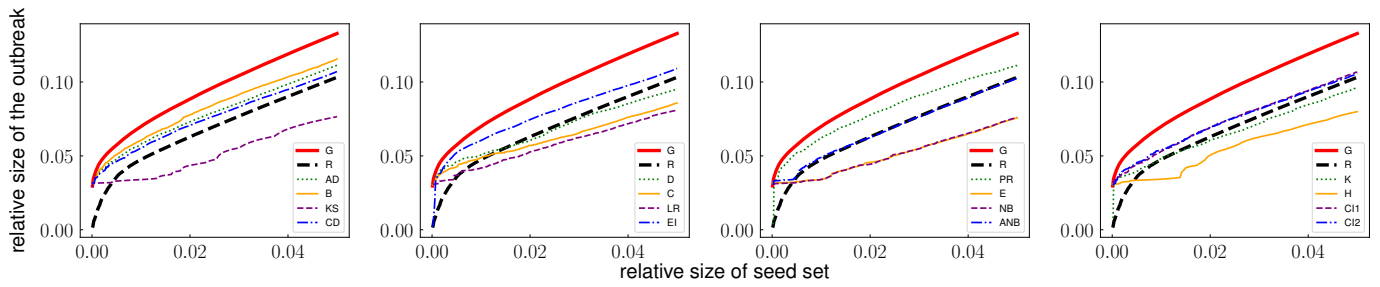 relative size of the outbreak
0.10
0.05
0.00
0.00
0.02
0.04
G
R
AD
B
KS
CD
0.10
0.05
0.00
0.00
0.02
0.04
G
R
D
C
LR
EI
0.10
0.05
0.00
0.00
0.02
0.04
G
R
PR
E
NB
ANB
0.10
0.05
0.00
0.00
0.02
0.04
G
R
K
H
CI1
CI2
relative size of seed set